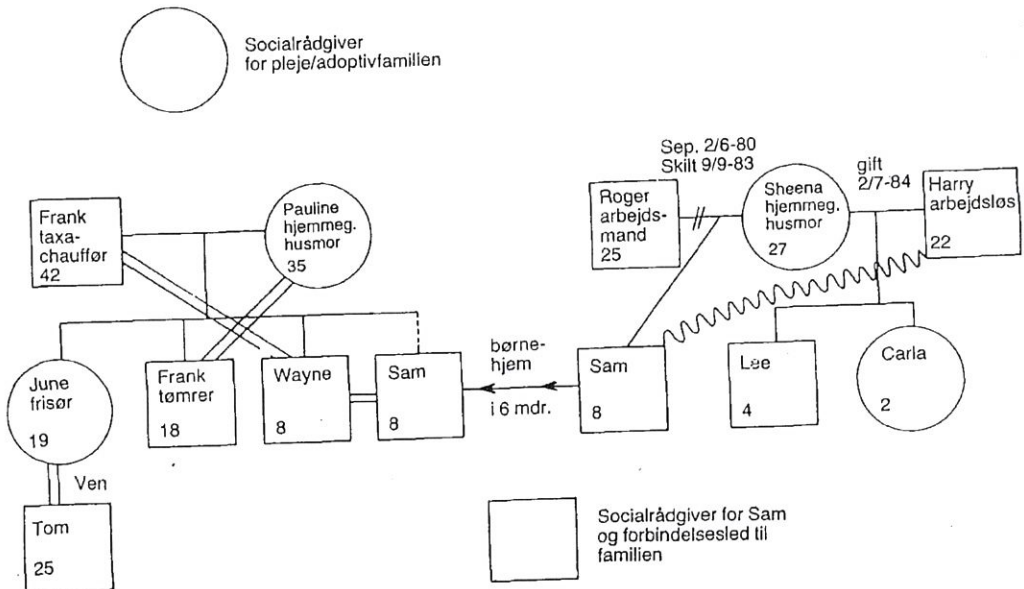 Socialrådgiver
for pleje/adoptivfamilien
Sep. 2/6-80
Skilt 9/9-83
gift
2/7-84
Frank
taxa-
chauffør
42
Pauline
hjemmeg.
husmor
35
Roger
arbejds-
mand
25
Sheena
hjemmeg.
husmor
27
Harry
arbejdsløs
22
June
frisør
19
Frank
tømrer
18
Wayne
8
Sam
8
børne-
hjem
i 6 mdr.
Sam
8
Lee
4
Carla
2
Ven
Tom
25
Socialrådgiver for Sam
og forbindelsesled til
familien